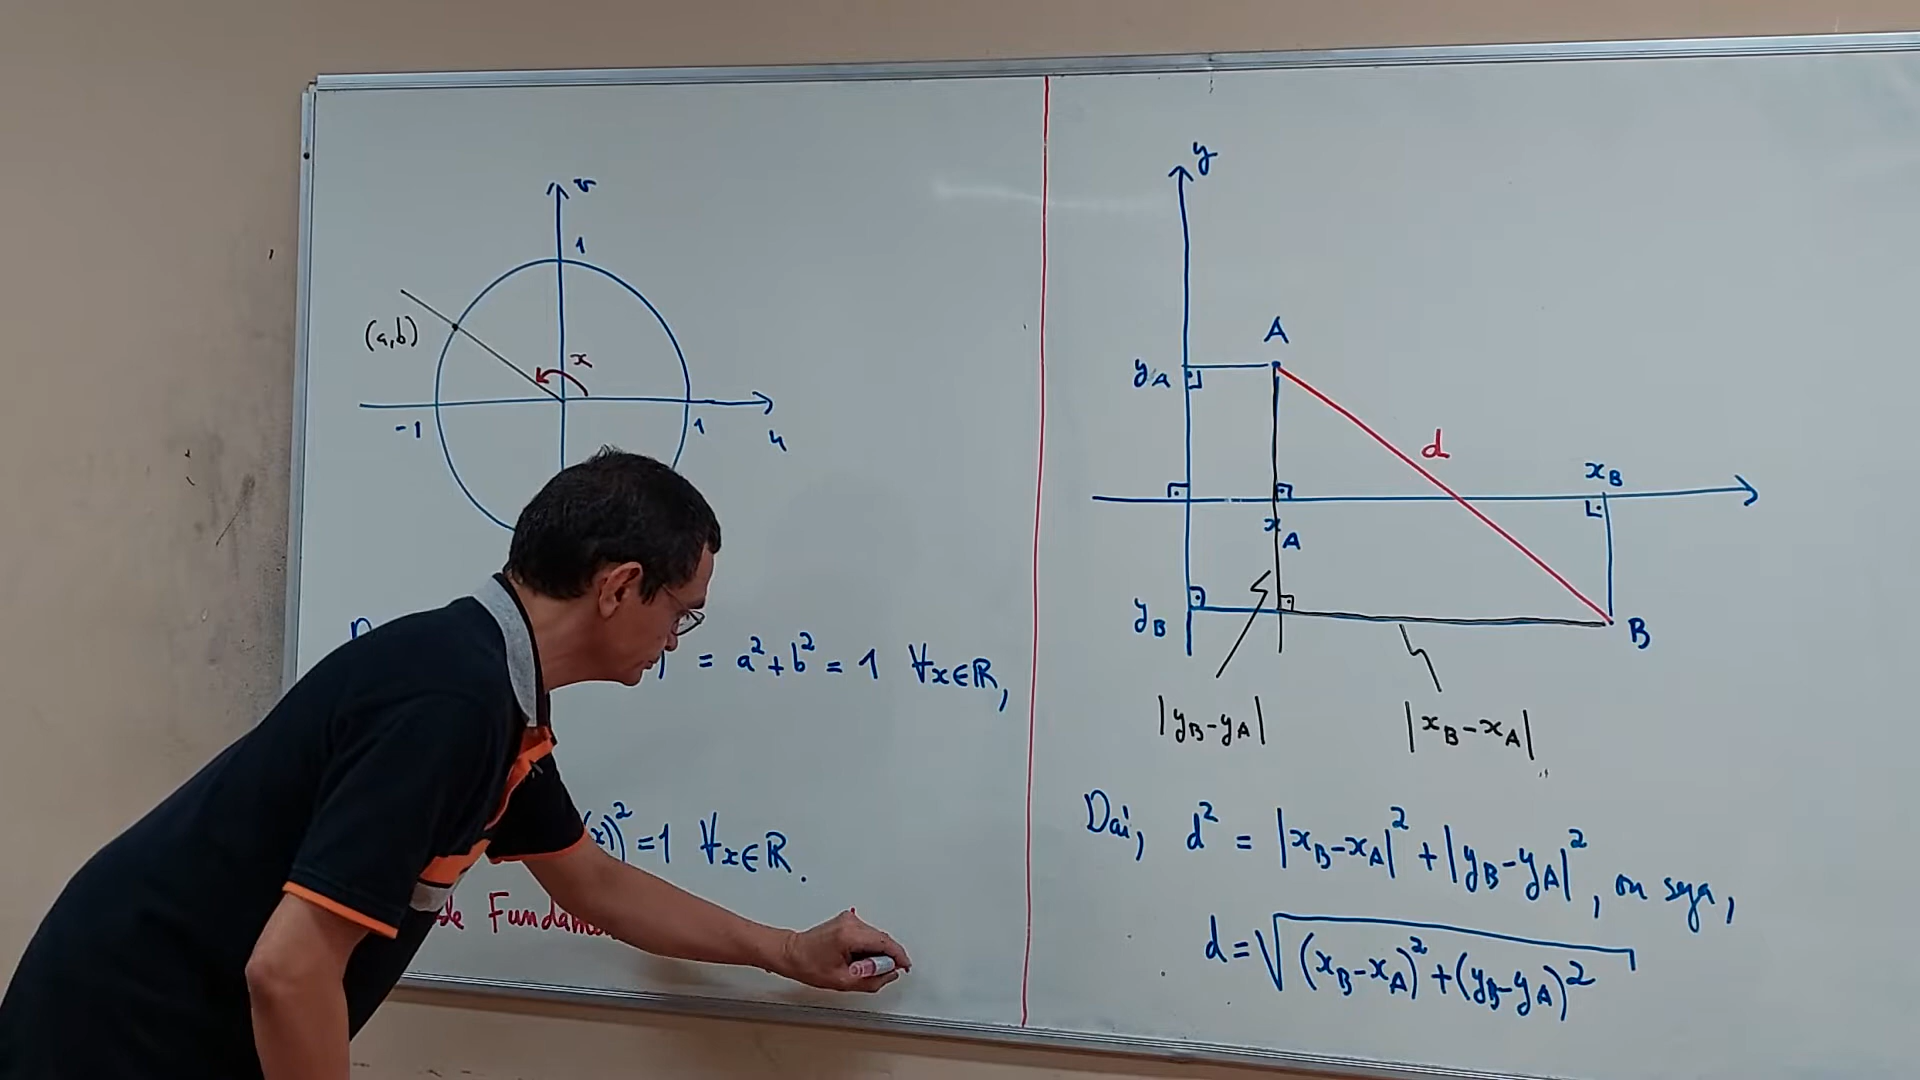 v
1
(a,b)
x
-1
1
u
= a²+b² = 1 ∀x∈ℝ,
(x))² =1 ∀x∈ℝ.
de
y
A
y_A
d
x_B
x_A
y_B
B
|y_B-y_A|
|x_B-x_A|
Daí, d² = |x_B-x_A|² + |y_B-y_A|², ou seja,
d = √(x_B-x_A)² + (y_B-y_A)²